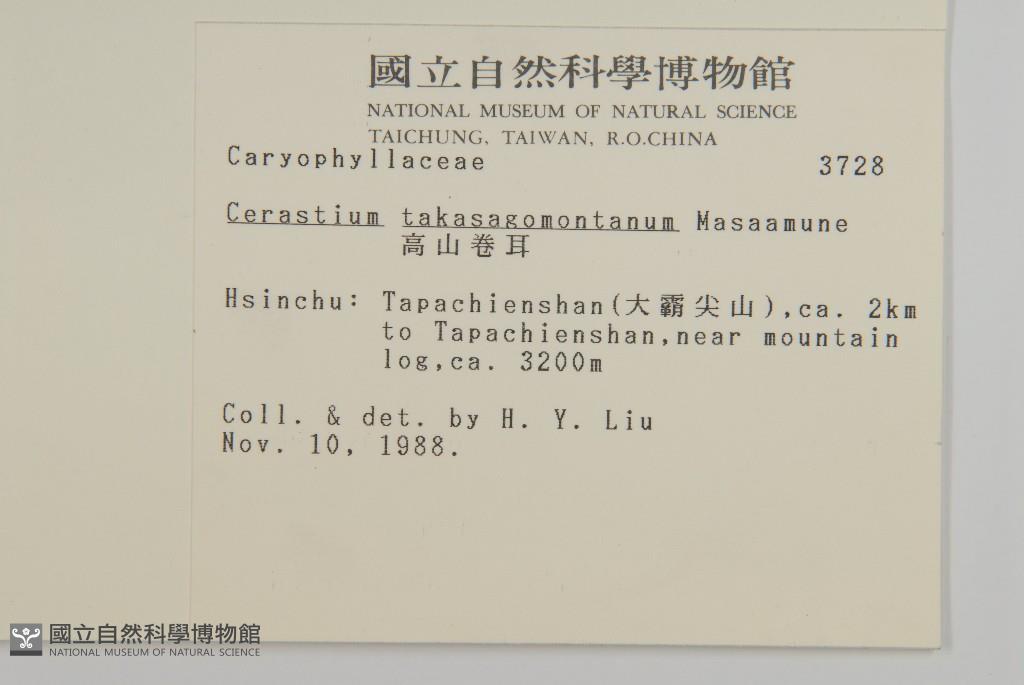 國立自然科學博物館
NATIONAL MUSEUM OF NATURAL SCIENCE
TAICHUNG, TAIWAN, R.O.CHINA
Caryophyllaceae 3728
Cerastium takasagomontanum Masaamune
高山卷耳
Hsinchu: Tapachienshan(大霸尖山),ca. 2km
to Tapachienshan,near mountain
log,ca. 3200m
Coll. & det. by H. Y. Liu
Nov. 10, 1988.
國立自然科學博物館
NATIONAL MUSEUM OF NATURAL SCIENCE